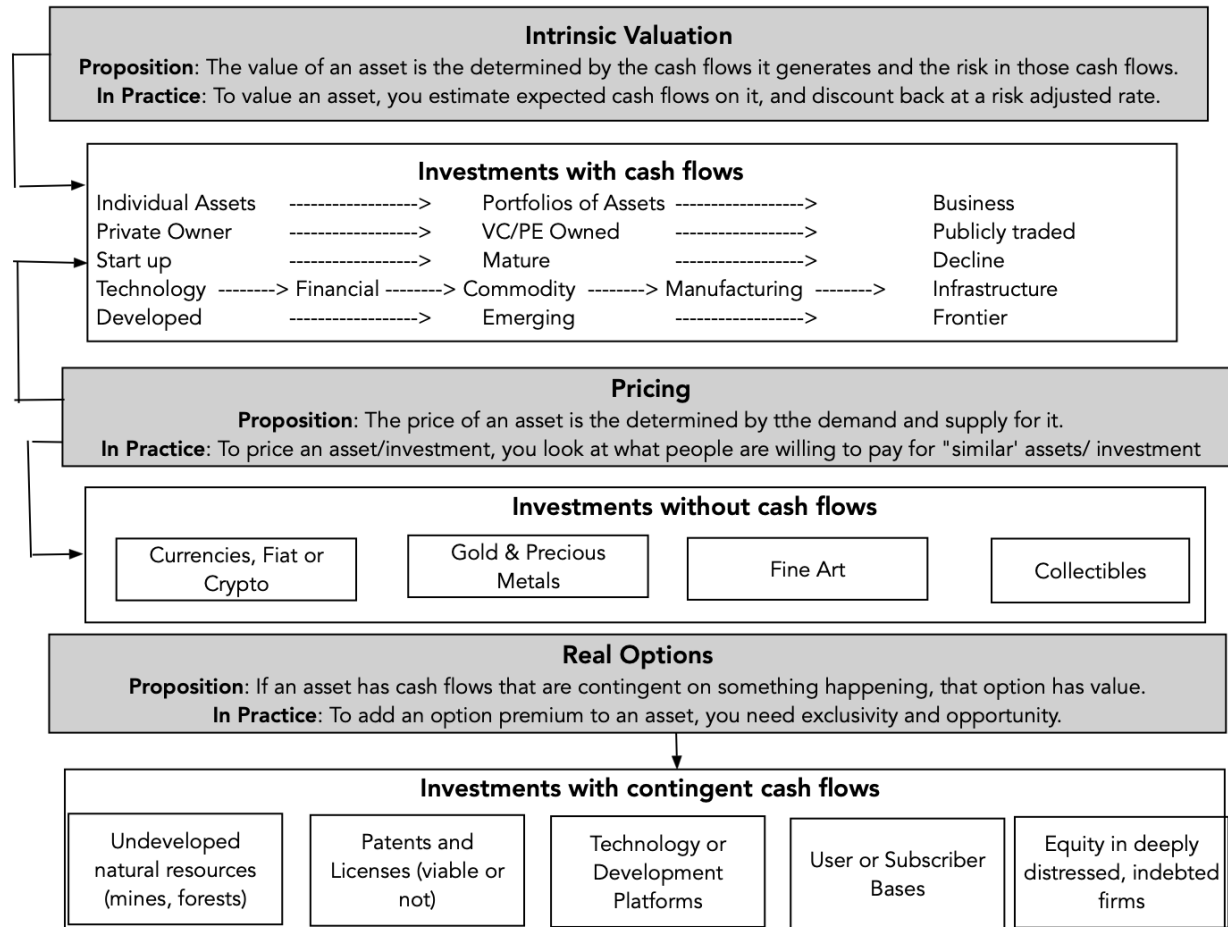 Intrinsic Valuation
Proposition: The value of an asset is the determined by the cash flows it generates and the risk in those cash flows.
In Practice: To value an asset, you estimate expected cash flows on it, and discount back at a risk adjusted rate.
Investments with cash flows
Individual Assets ------------------> Portfolios of Assets ------------------> Business
Private Owner ------------------> VC/PE Owned ------------------> Publicly traded
Start up ------------------> Mature ------------------> Decline
Technology --------> Financial --------> Commodity --------> Manufacturing --------> Infrastructure
Developed ------------------> Emerging ------------------> Frontier
Pricing
Proposition: The price of an asset is the determined by tthe demand and supply for it.
In Practice: To price an asset/investment, you look at what people are willing to pay for "similar' assets/ investment
Investments without cash flows
Currencies, Fiat or
Crypto
Gold & Precious
Metals
Fine Art
Collectibles
Real Options
Proposition: If an asset has cash flows that are contingent on something happening, that option has value.
In Practice: To add an option premium to an asset, you need exclusivity and opportunity.
Investments with contingent cash flows
Undeveloped
natural resources
(mines, forests)
Patents and
Licenses (viable or
not)
Technology or
Development
Platforms
User or Subscriber
Bases
Equity in deeply
distressed, indebted
firms